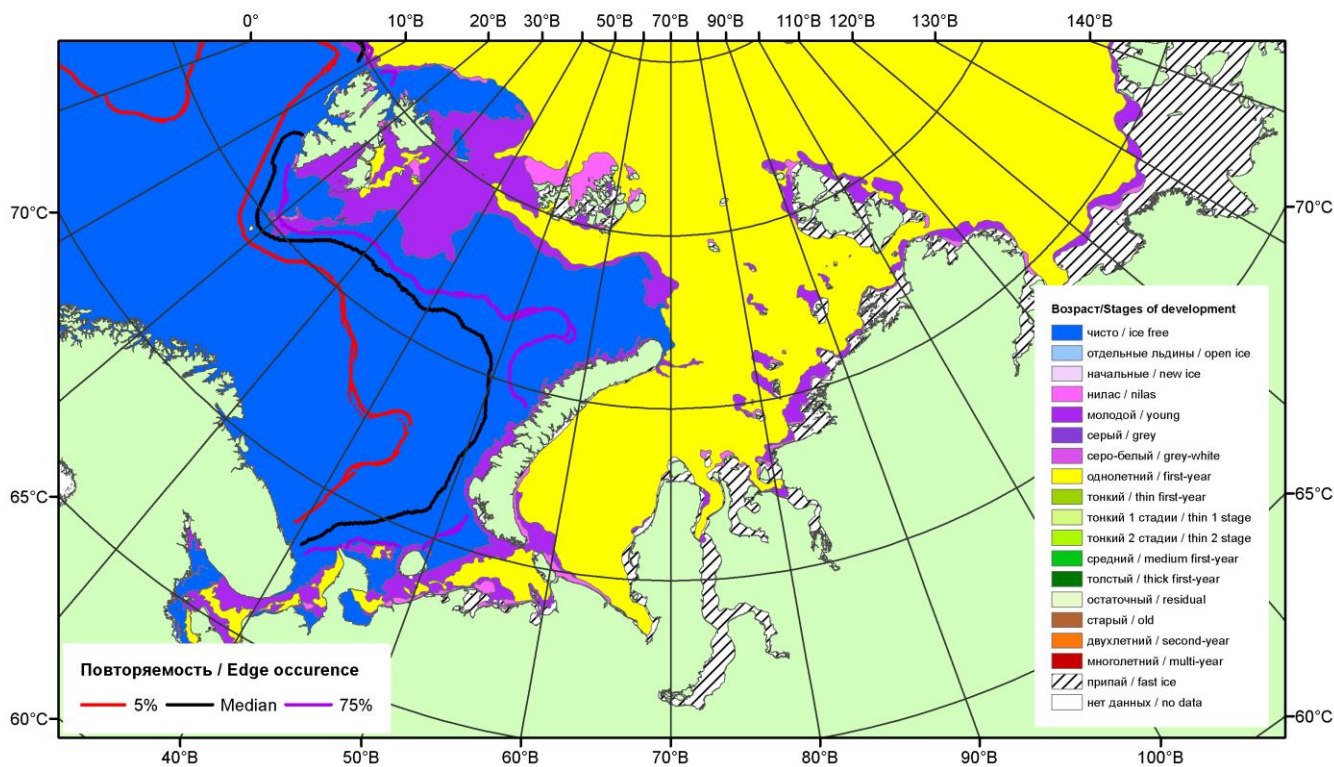 0° 10°В 20°В 30°В 50°В 70°В 90°В 110°В 120°В 130°В 140°В
70°С
70°С
65°С
65°С
60°С
60°С
Возраст/Stages of development
чисто / ice free
отдельные льдины / open ice
начальные / new ice
нилас / nilas
молодой / young
серый / grey
серо-белый / grey-white
однолетний / first-year
тонкий / thin first-year
тонкий 1 стадии / thin 1 stage
тонкий 2 стадии / thin 2 stage
средний / medium first-year
толстый / thick first-year
остаточный / residual
старый / old
двухлетний / second-year
многолетний / multi-year
припай / fast ice
нет данных / no data
Повторяемость / Edge occurence
5% Median 75%
40°В 50°В 60°В 70°В 80°В 90°В 100°В